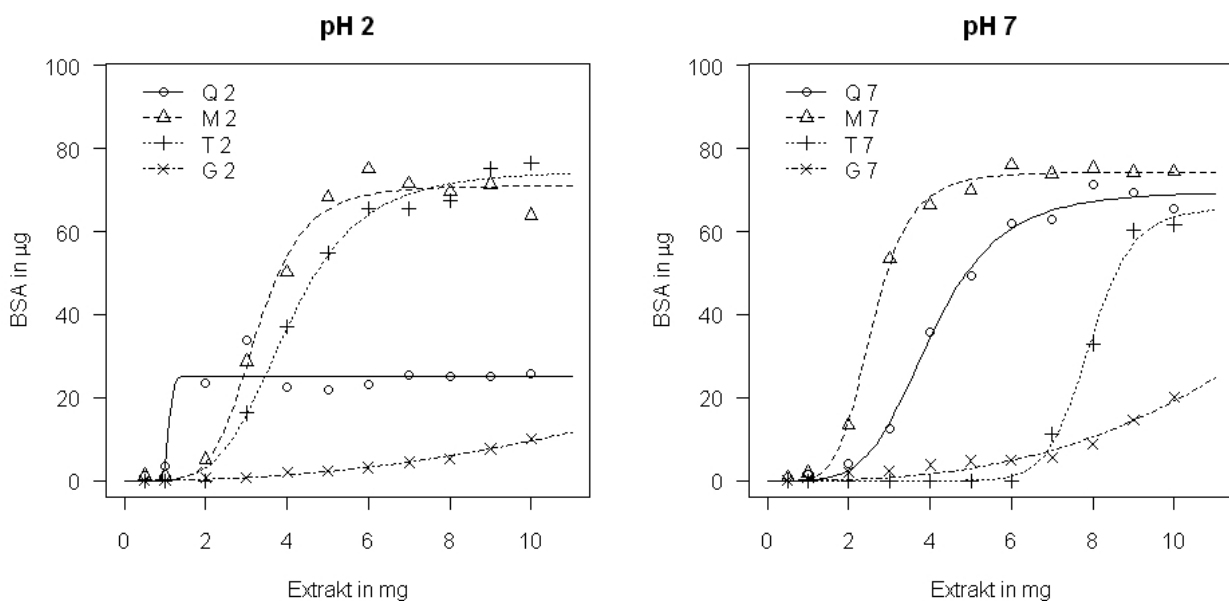 pH 2
BSA in µg
100
80
60
40
20
0
Q 2
M 2
T 2
G 2
0 2 4 6 8 10
Extrakt in mg
pH 7
BSA in µg
100
80
60
40
20
0
Q 7
M 7
T 7
G 7
0 2 4 6 8 10
Extrakt in mg